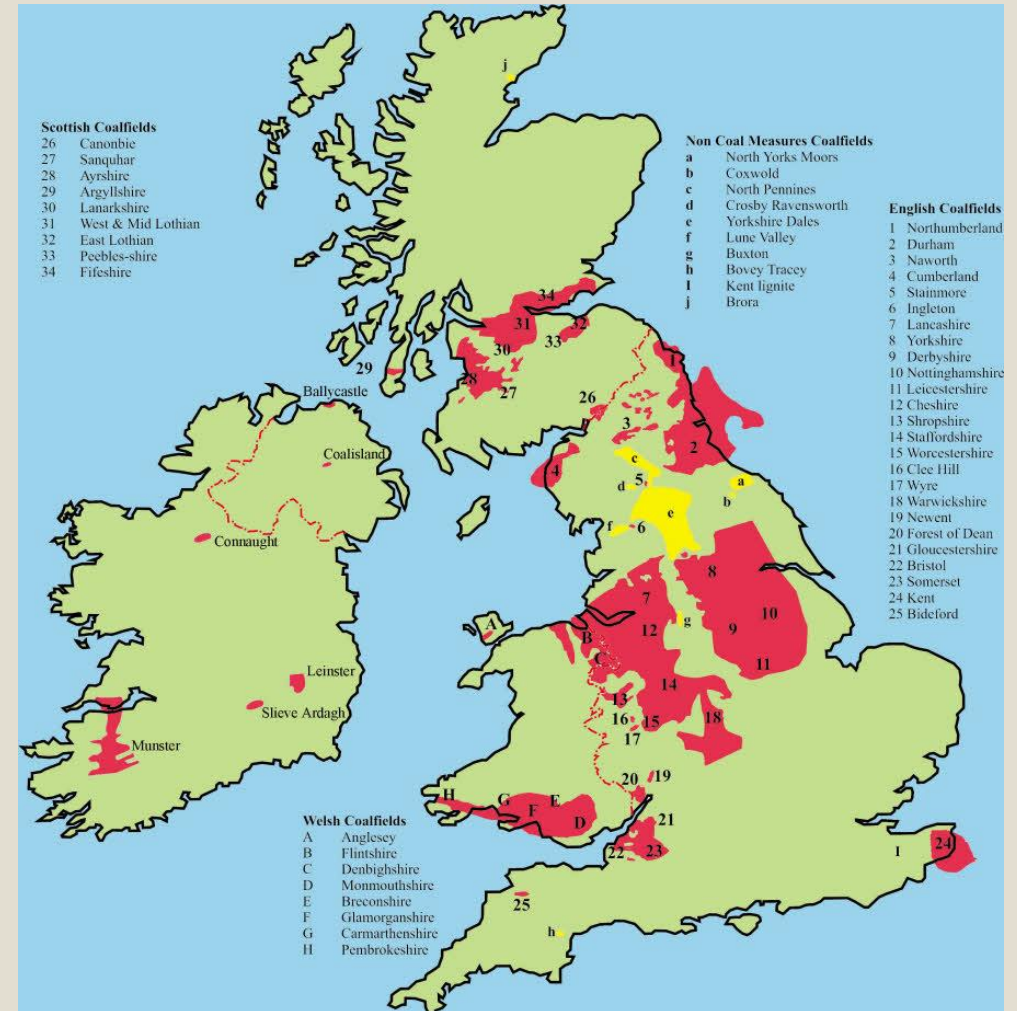 Scottish Coalfields
26 Canonbie
27 Sanquhar
28 Ayrshire
29 Argyllshire
30 Lanarkshire
31 West & Mid Lothian
32 East Lothian
33 Peebles-shire
34 Fifeshire
Non Coal Measures Coalfields
a North Yorks Moors
b Coxwold
c North Pennines
d Crosby Ravensworth
e Yorkshire Dales
f Lune Valley
g Buxton
h Bovey Tracey
I Kent lignite
j Brora
English Coalfields
1 Northumberland
2 Durham
3 Naworth
4 Cumberland
5 Stainmore
6 Ingleton
7 Lancashire
8 Yorkshire
9 Derbyshire
10 Nottinghamshire
11 Leicestershire
12 Cheshire
13 Shropshire
14 Staffordshire
15 Worcestershire
16 Clee Hill
17 Wyre
18 Warwickshire
19 Newent
20 Forest of Dean
21 Gloucestershire
22 Bristol
23 Somerset
24 Kent
25 Bideford
Welsh Coalfields
A Anglesey
B Flintshire
C Denbighshire
D Monmouthshire
E Breconshire
F Glamorganshire
G Carmarthenshire
H Pembrokeshire
j
34
31
32
33
30
29
28
27
1
26
3
2
4
c
5
d
a
b
e
f
6
8
7
10
12
g
9
11
A
B
C
14
13
16
15
18
17
19
20
H
G
E
F
D
21
22
23
I
24
25
h
Ballycastle
Coalisland
Connaught
Leinster
Slieve Ardagh
Munster